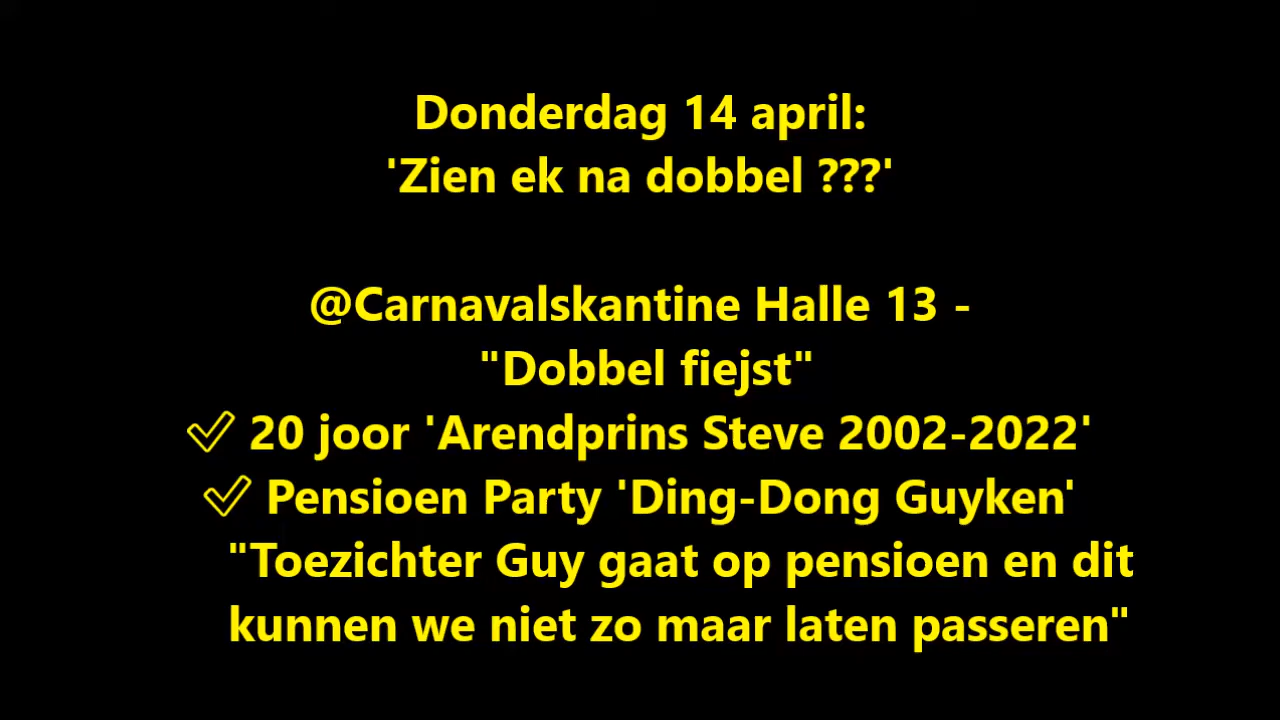 Donderdag 14 april:
'Zien ek na dobbel ???'
@Carnavalskantine Halle 13 -
"Dobbel fiejst"
✓ 20 joor 'Arendprins Steve 2002-2022'
✓ Pensioen Party 'Ding-Dong Guyken'
"Toezichter Guy gaat op pensioen en dit
kunnen we niet zo maar laten passeren"